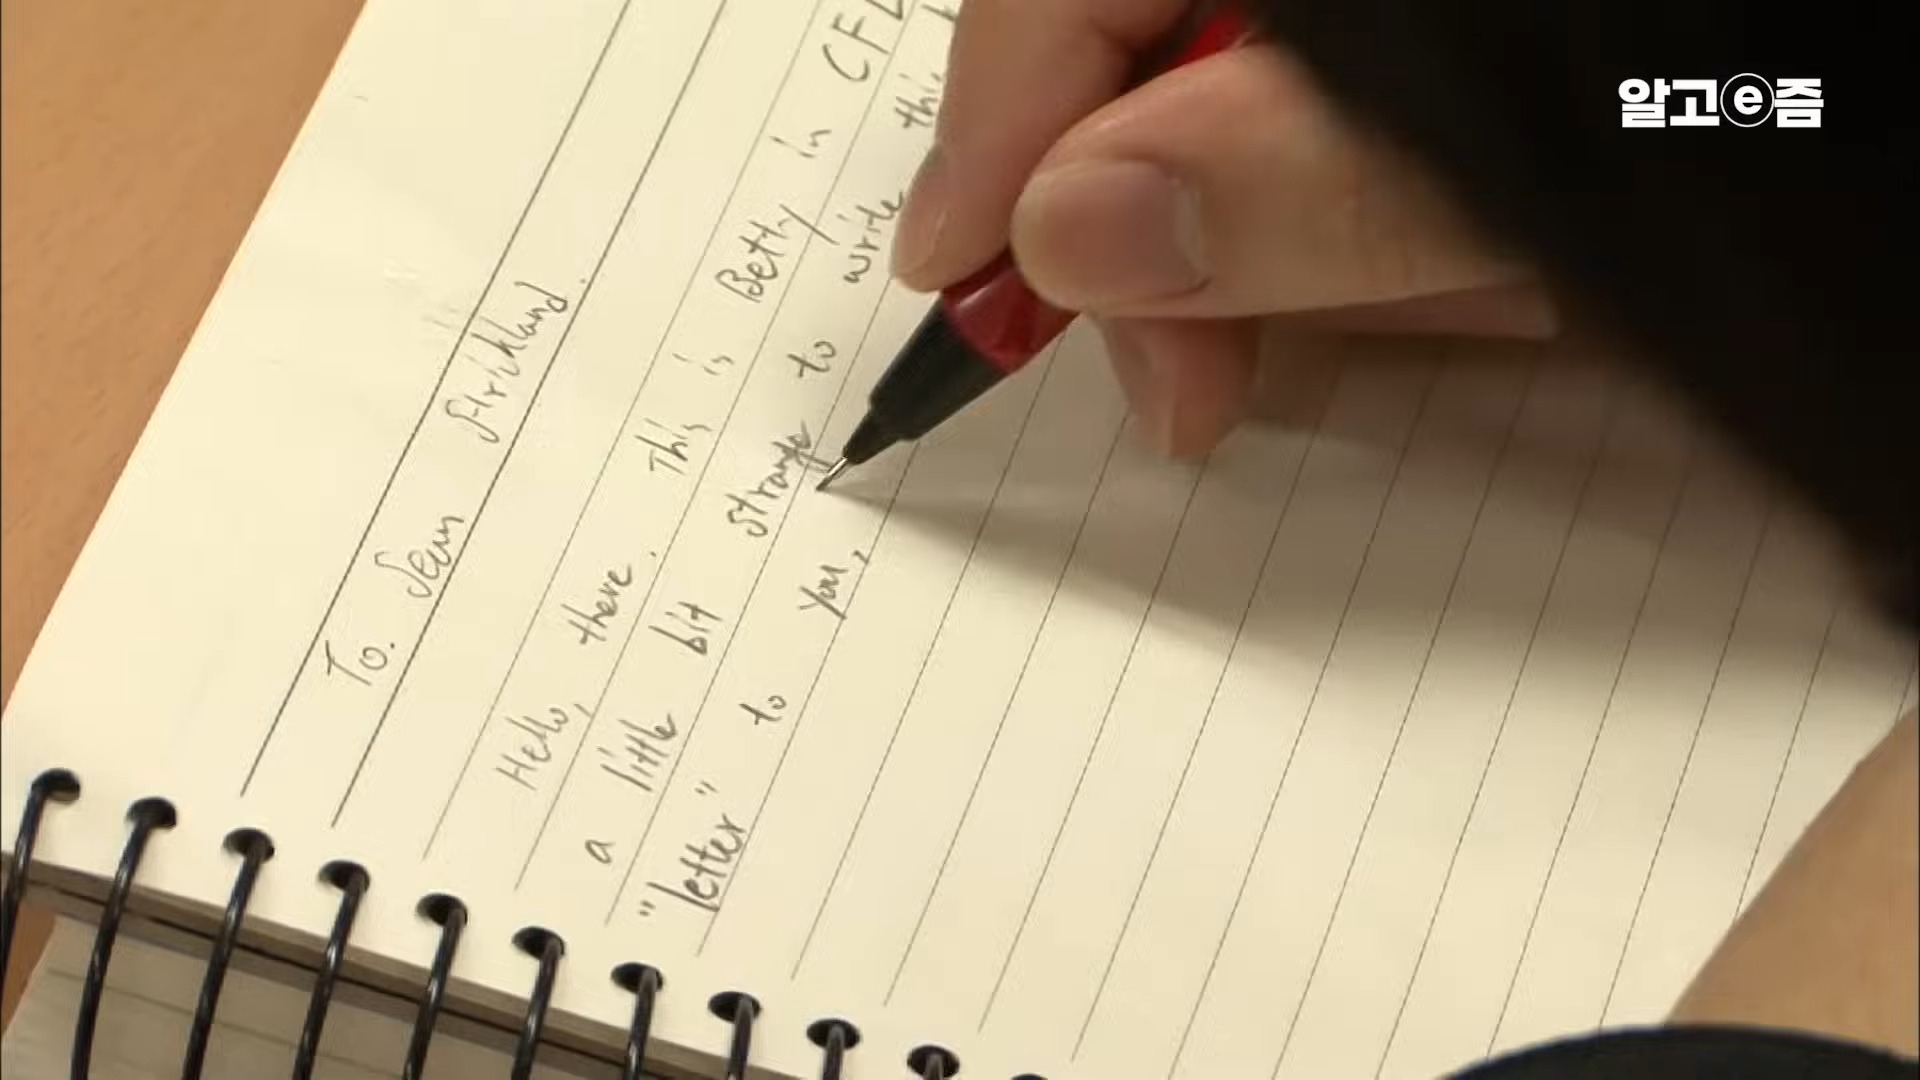 알고e즘
To. Sean Strickland.
Hello, there. This is Betty in CFL
a little bit strange to write this
"letter" to you,